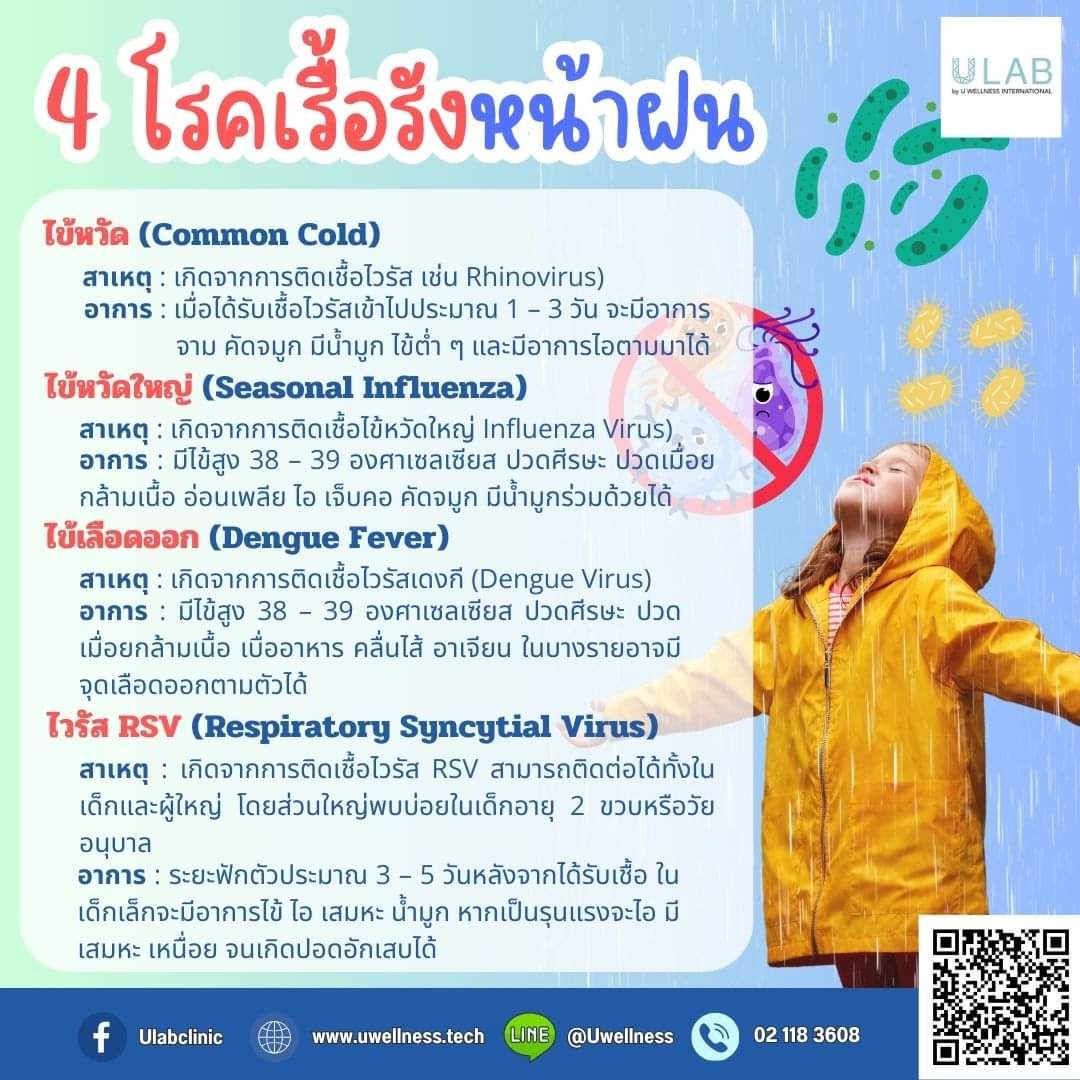 4 โรคเรื้อรังหน้าฝน
ULAB
by U WELLNESS INTERNATIONAL
ไข้หวัด (Common Cold)
สาเหตุ : เกิดจากการติดเชื้อไวรัส เช่น Rhinovirus)
อาการ : เมื่อได้รับเชื้อไวรัสเข้าไปประมาณ 1 – 3 วัน จะมีอาการ
จาม คัดจมูก มีน้ำมูก ไข้ต่ำ ๆ และมีอาการไอตามมาได้
ไข้หวัดใหญ่ (Seasonal Influenza)
สาเหตุ : เกิดจากการติดเชื้อไข้หวัดใหญ่ Influenza Virus)
อาการ : มีไข้สูง 38 – 39 องศาเซลเซียส ปวดศีรษะ ปวดเมื่อย
กล้ามเนื้อ อ่อนเพลีย ไอ เจ็บคอ คัดจมูก มีน้ำมูกร่วมด้วยได้
ไข้เลือดออก (Dengue Fever)
สาเหตุ : เกิดจากการติดเชื้อไวรัสเดงกี (Dengue Virus)
อาการ : มีไข้สูง 38 – 39 องศาเซลเซียส ปวดศีรษะ ปวด
เมื่อยกล้ามเนื้อ เบื่ออาหาร คลื่นไส้ อาเจียน ในบางรายอาจมี
จุดเลือดออกตามตัวได้
ไวรัส RSV (Respiratory Syncytial Virus)
สาเหตุ : เกิดจากการติดเชื้อไวรัส RSV สามารถติดต่อได้ทั้งใน
เด็กและผู้ใหญ่ โดยส่วนใหญ่พบบ่อยในเด็กอายุ 2 ขวบหรือวัย
อนุบาล
อาการ : ระยะฟักตัวประมาณ 3 – 5 วันหลังจากได้รับเชื้อ ใน
เด็กเล็กจะมีอาการไข้ ไอ เสมหะ น้ำมูก หากเป็นรุนแรงจะไอ มี
เสมหะ เหนื่อย จนเกิดปอดอักเสบได้
Ulabclinic www.uwellness.tech LINE @Uwellness 02 118 3608